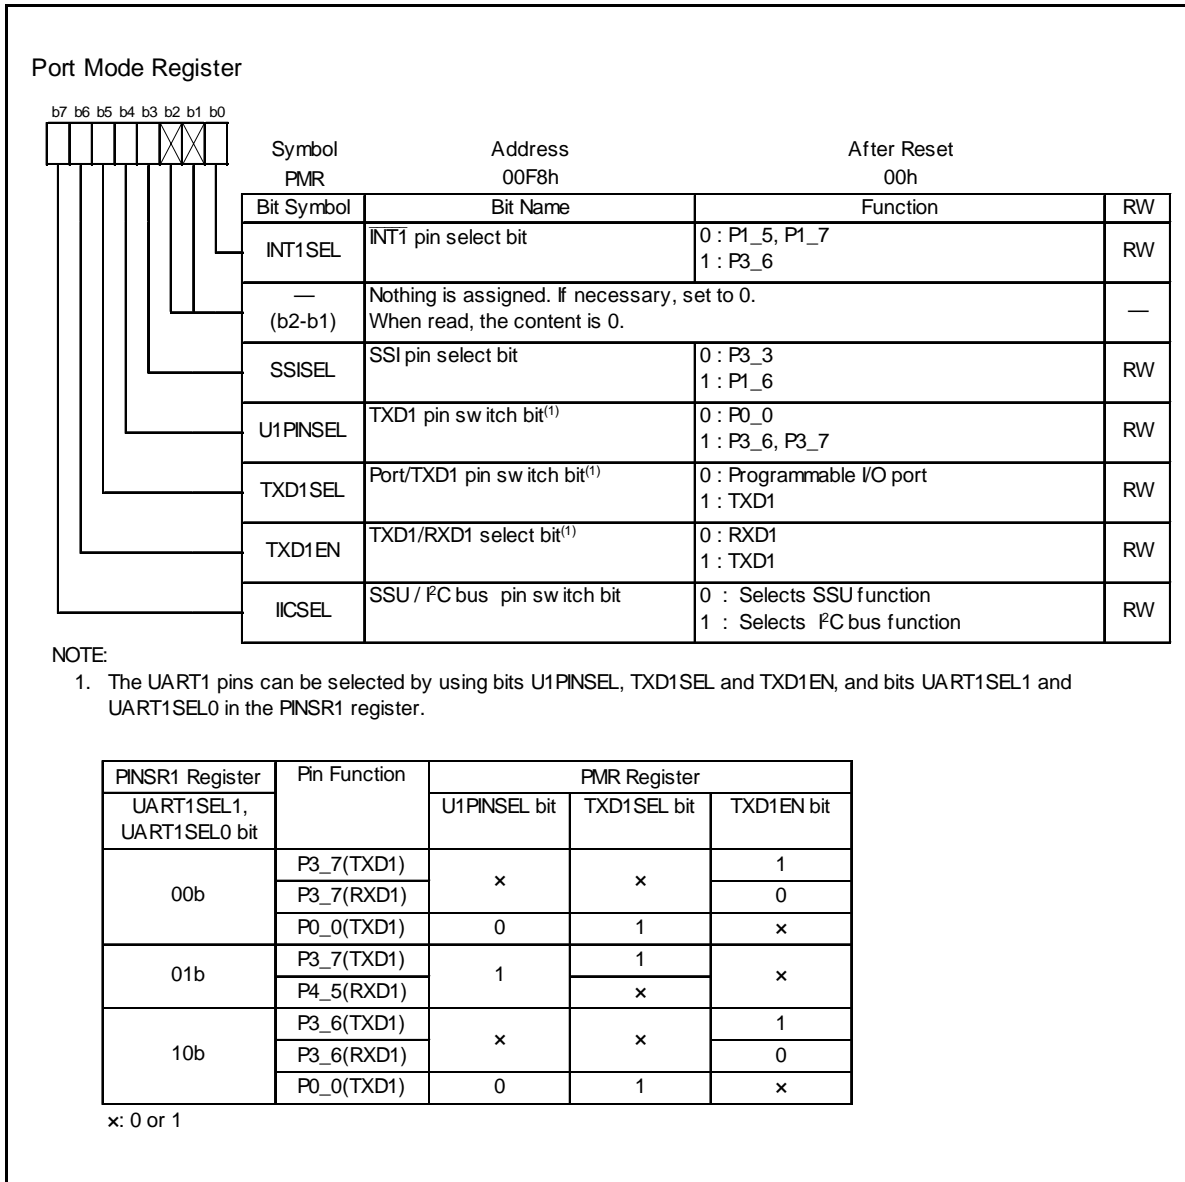 Port Mode Register
b7 b6 b5 b4 b3 b2 b1 b0
Symbol Address After Reset
PMR 00F8h 00h
Bit Symbol Bit Name Function RW
INT1SEL INT1 pin select bit 0 : P1_5, P1_7 RW
1 : P3_6
— Nothing is assigned. If necessary, set to 0. —
(b2-b1) When read, the content is 0.
SSISEL SSI pin select bit 0 : P3_3 RW
1 : P1_6
U1PINSEL TXD1 pin switch bit(1) 0 : P0_0 RW
1 : P3_6, P3_7
TXD1SEL Port/TXD1 pin switch bit(1) 0 : Programmable I/O port RW
1 : TXD1
TXD1EN TXD1/RXD1 select bit(1) 0 : RXD1 RW
1 : TXD1
IICSEL SSU / I²C bus pin switch bit 0 : Selects SSU function RW
1 : Selects I²C bus function
NOTE:
1. The UART1 pins can be selected by using bits U1PINSEL, TXD1SEL and TXD1EN, and bits UART1SEL1 and
UART1SEL0 in the PINSR1 register.
PINSR1 Register Pin Function PMR Register
UART1SEL1, U1PINSEL bit TXD1SEL bit TXD1EN bit
UART1SEL0 bit
00b P3_7(TXD1) × × 1
P3_7(RXD1) 0
P0_0(TXD1) 0 1 ×
01b P3_7(TXD1) 1 1 ×
P4_5(RXD1) ×
10b P3_6(TXD1) × × 1
P3_6(RXD1) 0
P0_0(TXD1) 0 1 ×
×: 0 or 1